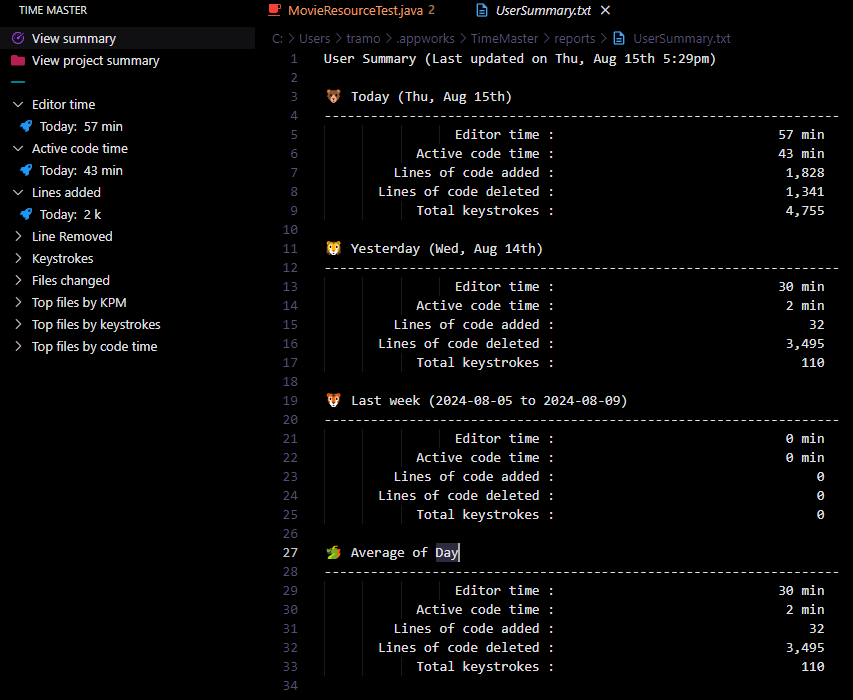 TIME MASTER
View summary
View project summary
Editor time
Today: 57 min
Active code time
Today: 43 min
Lines added
Today: 2 k
Line Removed
Keystrokes
Files changed
Top files by KPM
Top files by keystrokes
Top files by code time
MovieResourceTest.java 2
UserSummary.txt
C: > Users > tramo > .appworks > TimeMaster > reports > UserSummary.txt
1 User Summary (Last updated on Thu, Aug 15th 5:29pm)
2
3 🐻 Today (Thu, Aug 15th)
4 -------------------------------------------------------------------
5 Editor time : 57 min
6 Active code time : 43 min
7 Lines of code added : 1,828
8 Lines of code deleted : 1,341
9 Total keystrokes : 4,755
10
11 🐯 Yesterday (Wed, Aug 14th)
12 -------------------------------------------------------------------
13 Editor time : 30 min
14 Active code time : 2 min
15 Lines of code added : 32
16 Lines of code deleted : 3,495
17 Total keystrokes : 110
18
19 🦊 Last week (2024-08-05 to 2024-08-09)
20 -------------------------------------------------------------------
21 Editor time : 0 min
22 Active code time : 0 min
23 Lines of code added : 0
24 Lines of code deleted : 0
25 Total keystrokes : 0
26
27 🐲 Average of Day
28 -------------------------------------------------------------------
29 Editor time : 30 min
30 Active code time : 2 min
31 Lines of code added : 32
32 Lines of code deleted : 3,495
33 Total keystrokes : 110
34